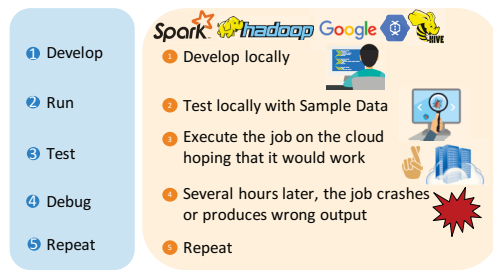 Spark hadoop Google HIVE
1 Develop
2 Run
3 Test
4 Debug
5 Repeat
1 Develop locally
2 Test locally with Sample Data
3 Execute the job on the cloud
hoping that it would work
4 Several hours later, the job crashes
or produces wrong output
5 Repeat